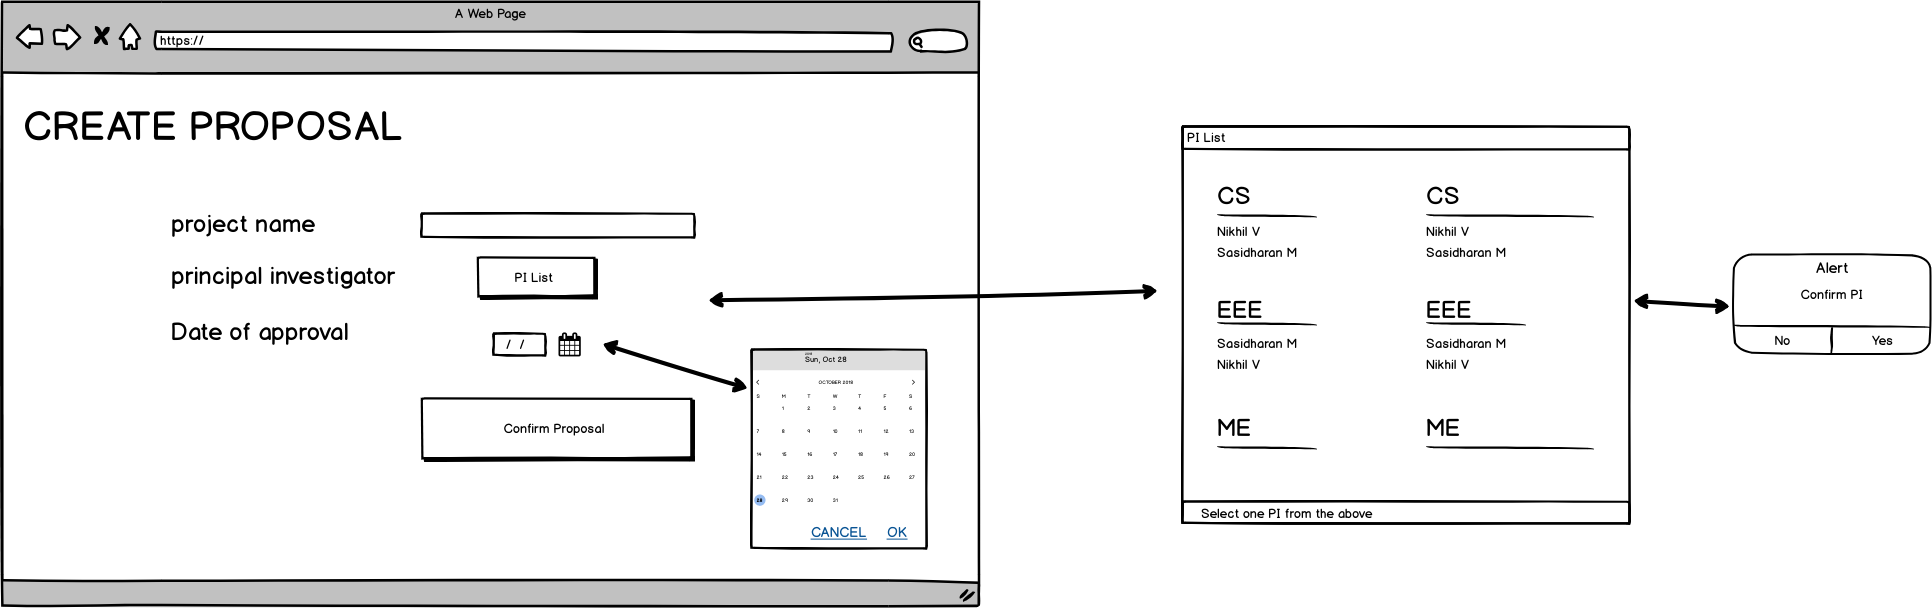 A Web Page
https://
CREATE PROPOSAL
project name
principal investigator
PI List
Date of approval
/ /
Confirm Proposal
2018
Sun, Oct 28
OCTOBER 2018
S M T W T F S
1 2 3 4 5 6
7 8 9 10 11 12 13
14 15 16 17 18 19 20
21 22 23 24 25 26 27
28 29 30 31
CANCEL OK
PI List
CS
Nikhil V
Sasidharan M
CS
Nikhil V
Sasidharan M
EEE
Sasidharan M
Nikhil V
EEE
Sasidharan M
Nikhil V
ME
ME
Select one PI from the above
Alert
Confirm PI
No Yes